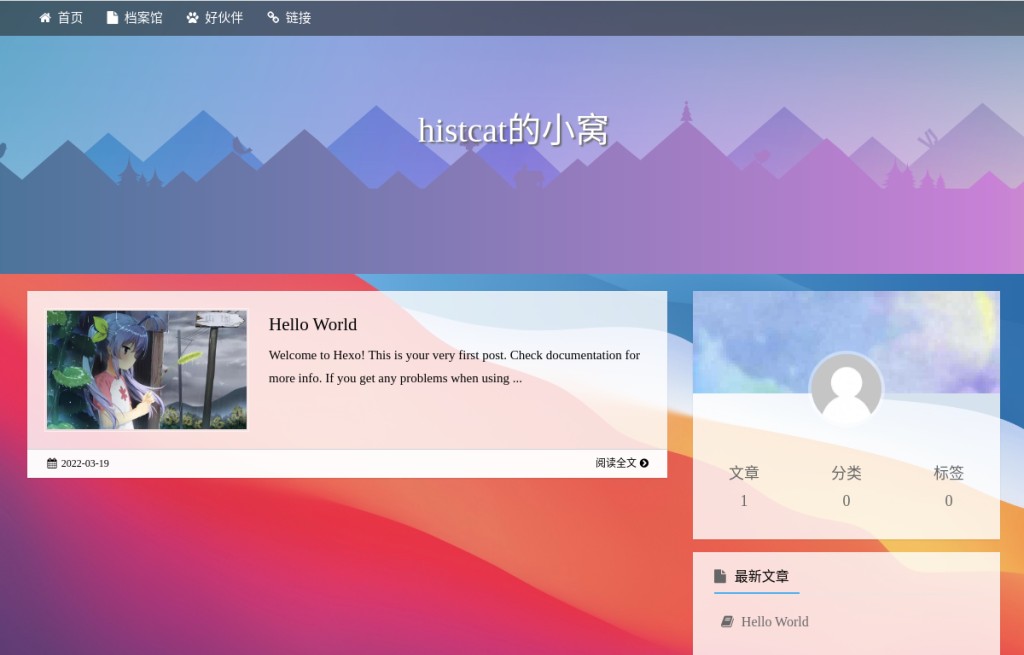 首页 档案馆 好伙伴 链接
histcat的小窝
Hello World
Welcome to Hexo! This is your very first post. Check documentation for
more info. If you get any problems when using ...
2022-03-19 阅读全文
文章 分类 标签
1 0 0
最新文章
Hello World